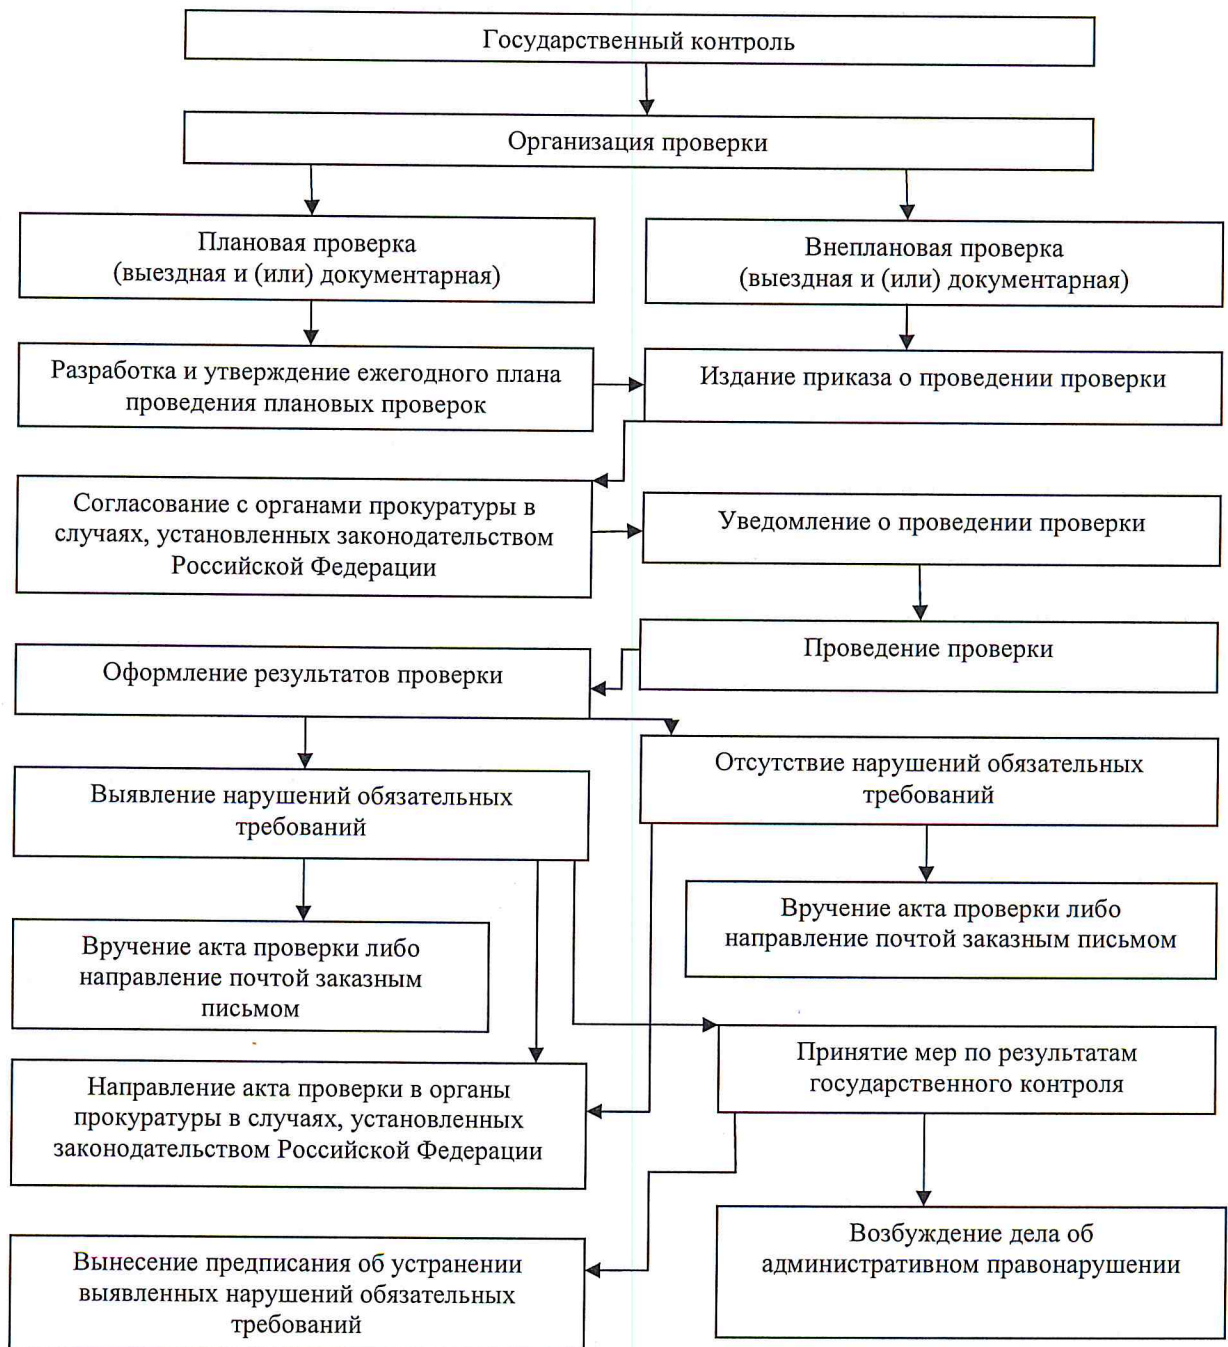 Государственный контроль
Организация проверки
Плановая проверка
(выездная и (или) документарная)
Внеплановая проверка
(выездная и (или) документарная)
Разработка и утверждение ежегодного плана
проведения плановых проверок
Издание приказа о проведении проверки
Согласование с органами прокуратуры в
случаях, установленных законодательством
Российской Федерации
Уведомление о проведении проверки
Проведение проверки
Оформление результатов проверки
Отсутствие нарушений обязательных
требований
Выявление нарушений обязательных
требований
Вручение акта проверки либо
направление почтой заказным письмом
Вручение акта проверки либо
направление почтой заказным
письмом
Принятие мер по результатам
государственного контроля
Направление акта проверки в органы
прокуратуры в случаях, установленных
законодательством Российской Федерации
Возбуждение дела об
административном правонарушении
Вынесение предписания об устранении
выявленных нарушений обязательных
требований